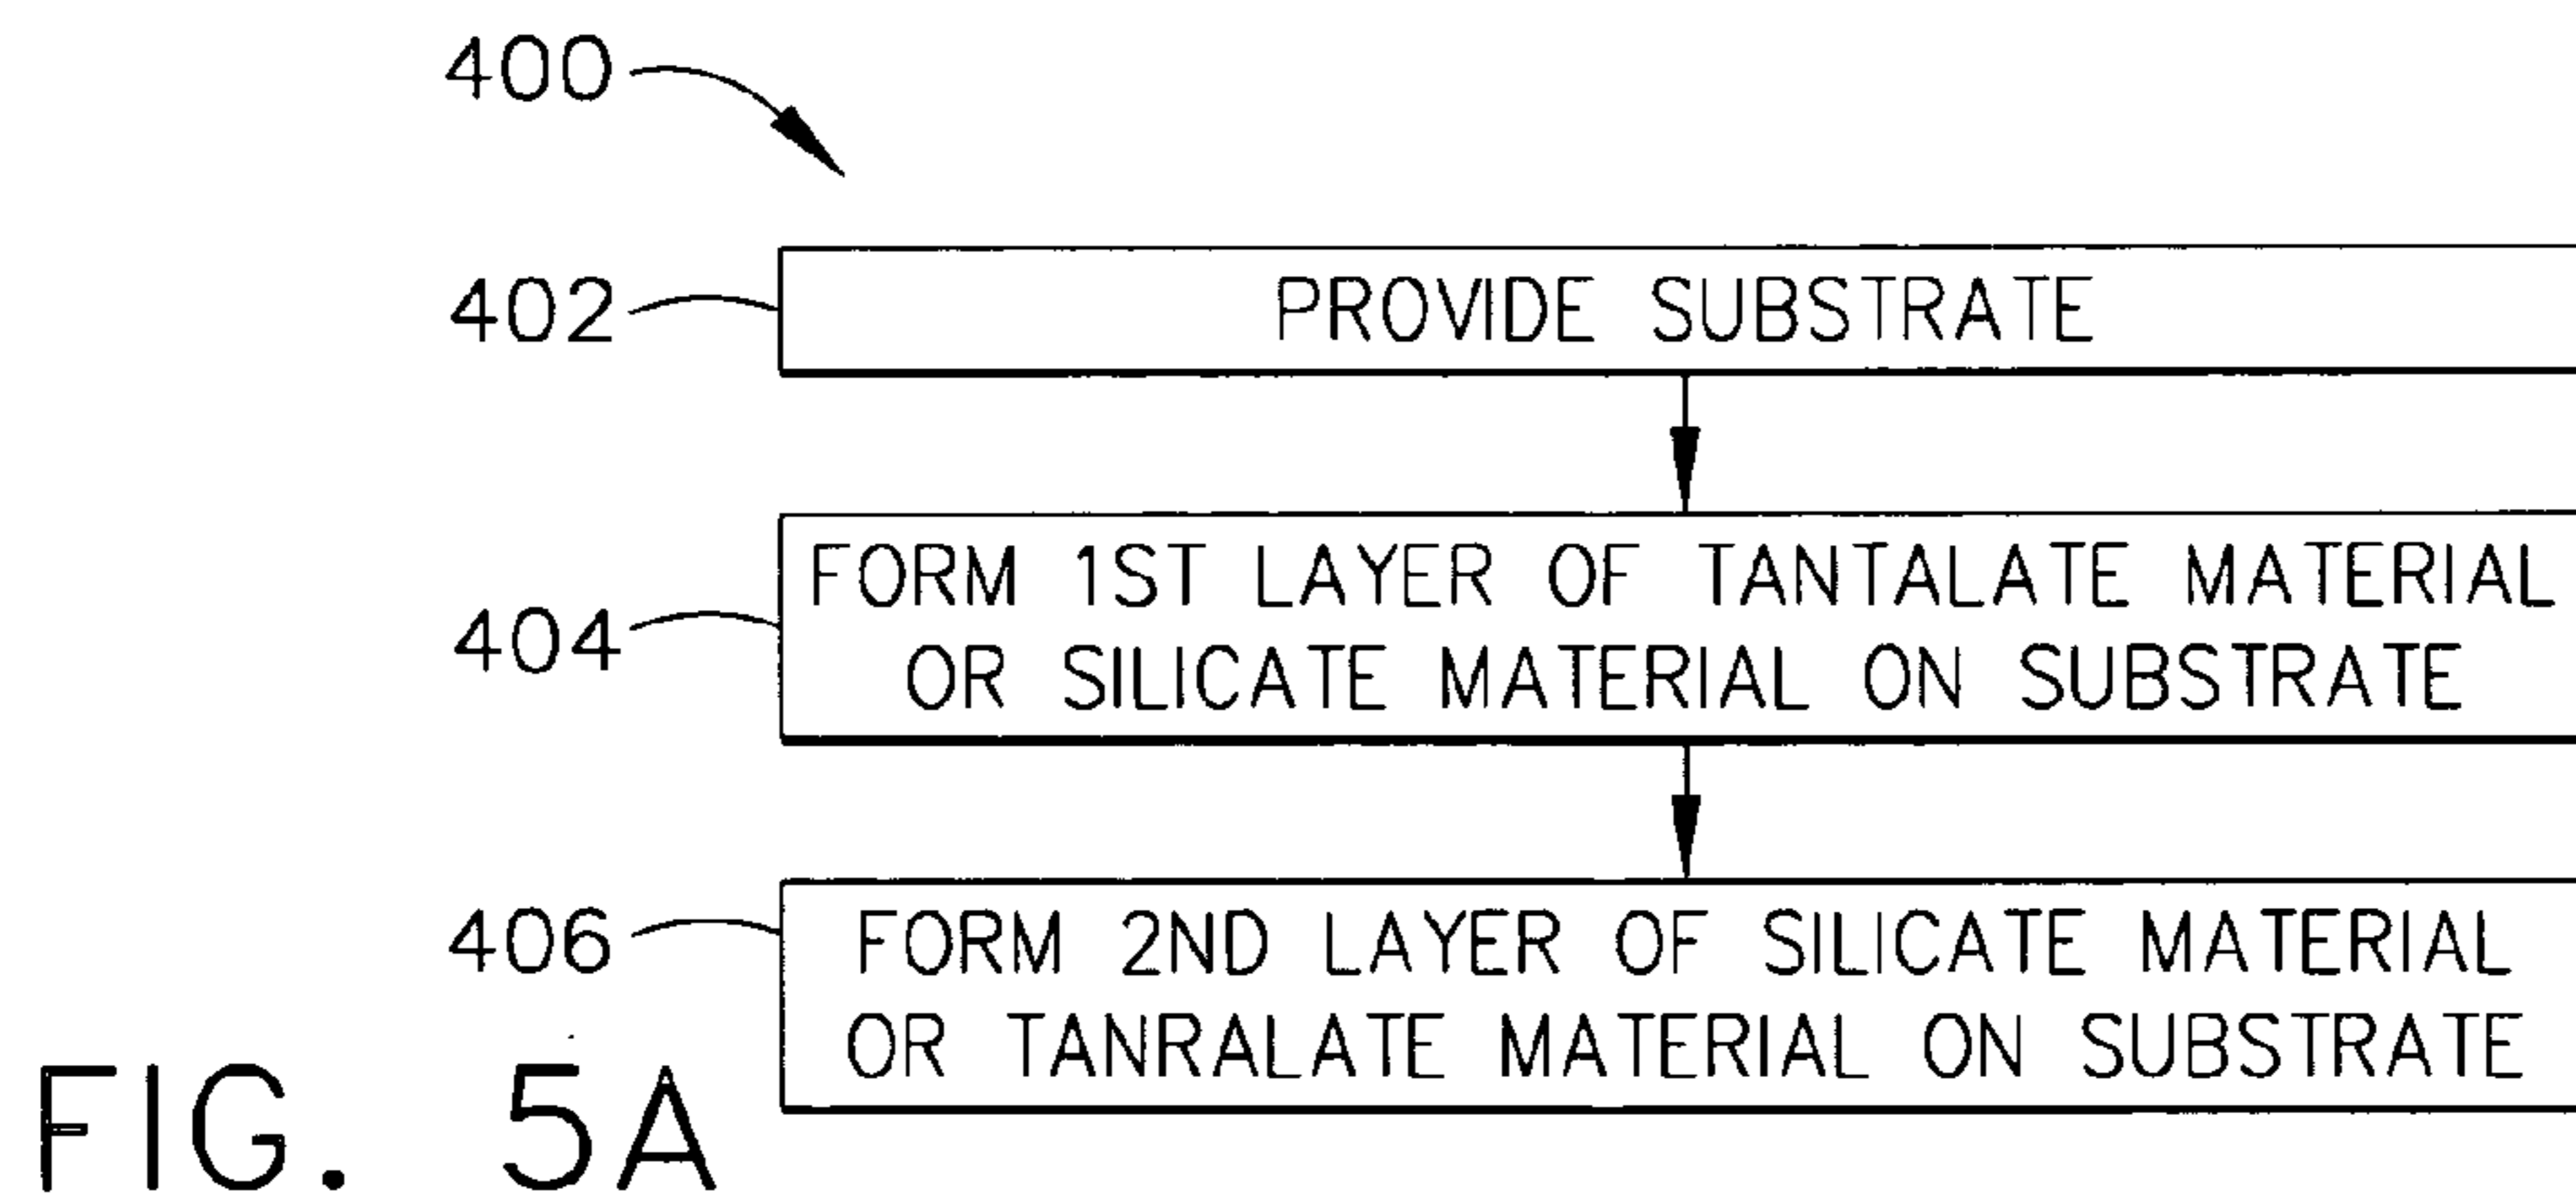 400
402
PROVIDE SUBSTRATE
404
FORM 1ST LAYER OF TANTALATE MATERIAL
OR SILICATE MATERIAL ON SUBSTRATE
406
FORM 2ND LAYER OF SILICATE MATERIAL
OR TANRALATE MATERIAL ON SUBSTRATE
FIG. 5A